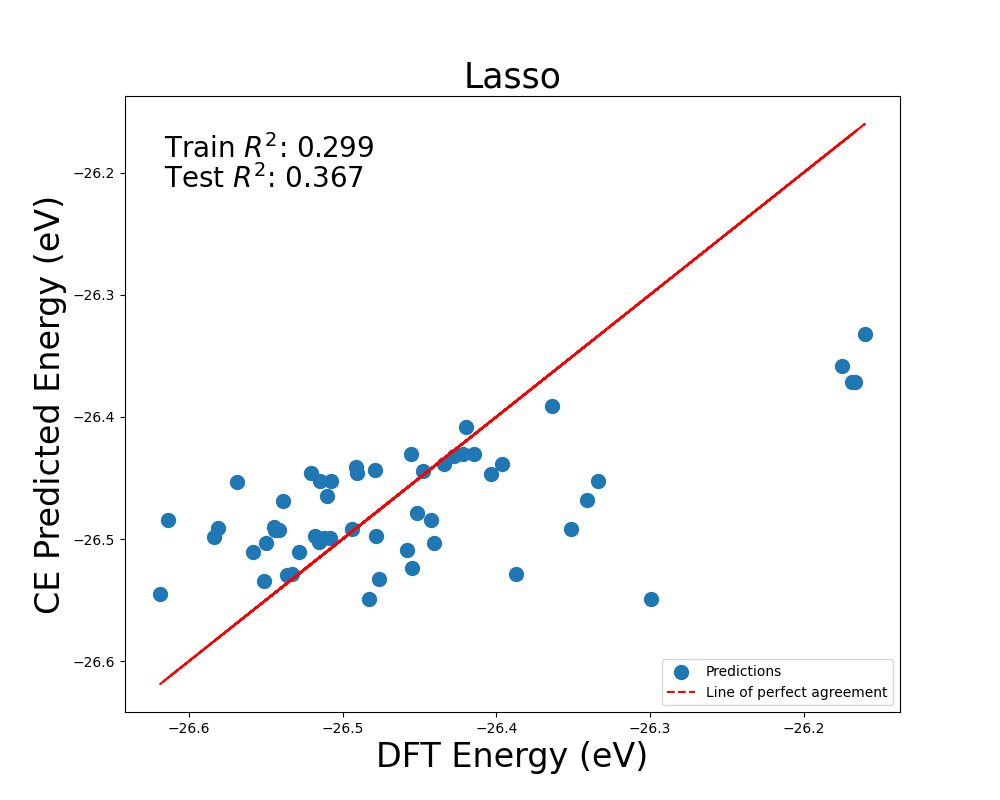 Lasso
Train R²: 0.299
Test R²: 0.367
CE Predicted Energy (eV)
−26.2
−26.3
−26.4
−26.5
−26.6
Predictions
Line of perfect agreement
−26.6 −26.5 −26.4 −26.3 −26.2
DFT Energy (eV)